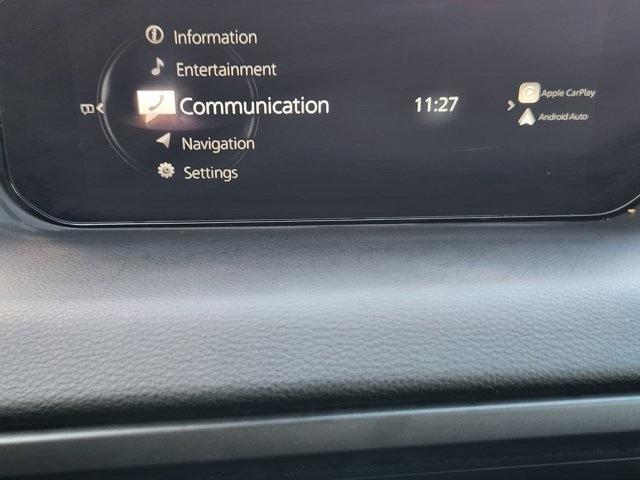 Information
Entertainment
Communication
11:27
Apple CarPlay
Android Auto
Navigation
Settings